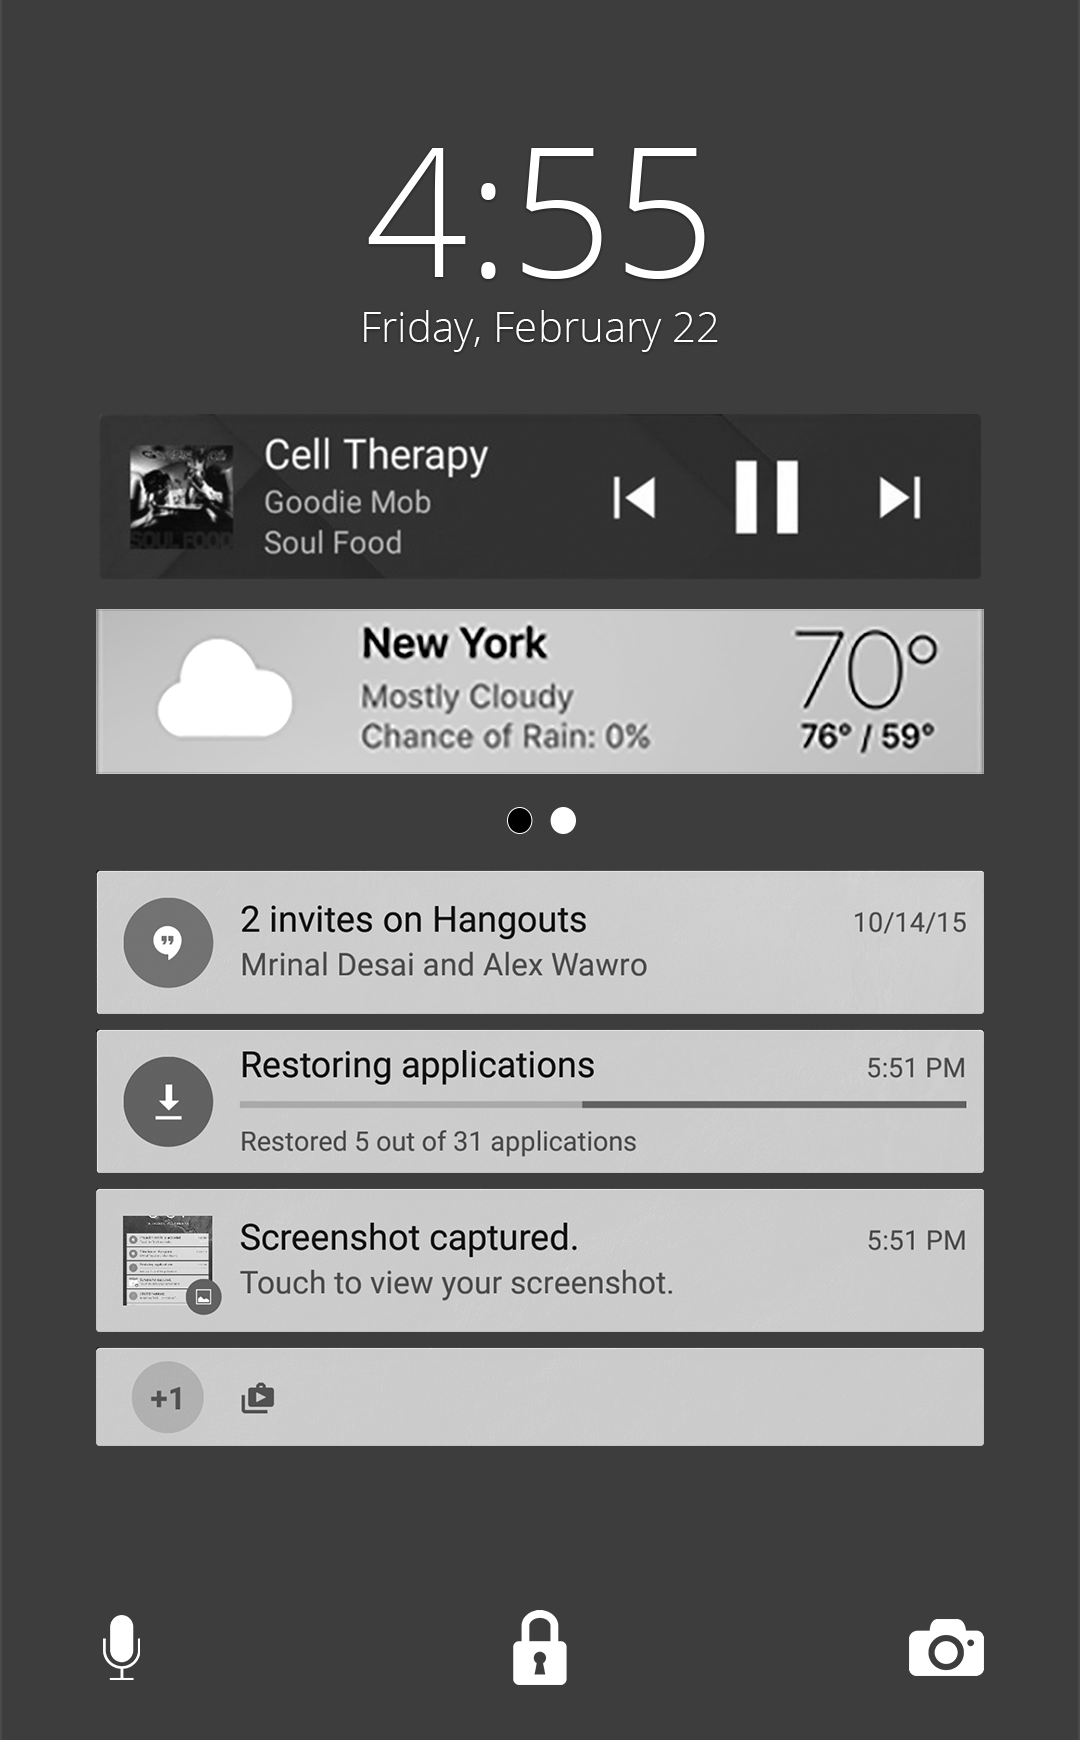 4:55
Friday, February 22
Cell Therapy
Goodie Mob
Soul Food
SOUL FOOD
New York
Mostly Cloudy
Chance of Rain: 0%
70°
76° / 59°
2 invites on Hangouts
10/14/15
Mrinal Desai and Alex Wawro
Restoring applications
5:51 PM
Restored 5 out of 31 applications
Screenshot captured.
5:51 PM
Touch to view your screenshot.
+1